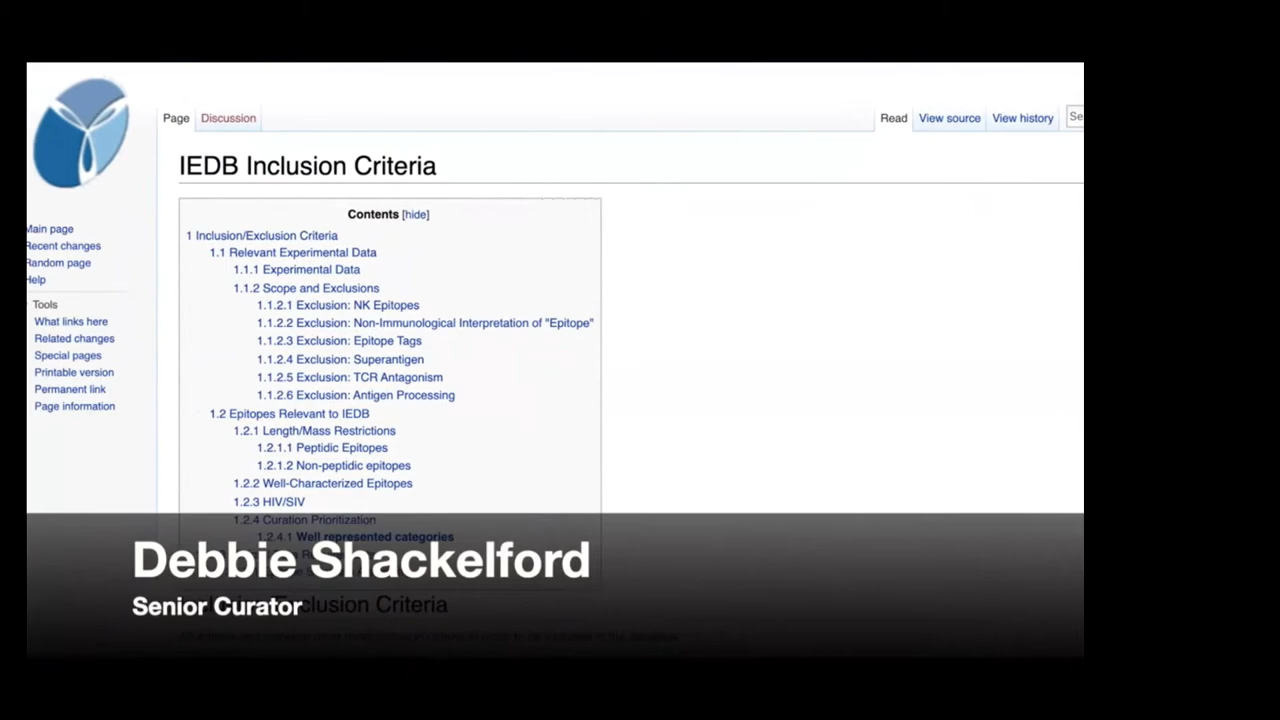 Page Discussion Read View source View history Se
IEDB Inclusion Criteria
Main page
Recent changes
Random page
Help
Tools
What links here
Related changes
Special pages
Printable version
Permanent link
Page information
Contents [hide]
1 Inclusion/Exclusion Criteria
1.1 Relevant Experimental Data
1.1.1 Experimental Data
1.1.2 Scope and Exclusions
1.1.2.1 Exclusion: NK Epitopes
1.1.2.2 Exclusion: Non-Immunological Interpretation of "Epitope"
1.1.2.3 Exclusion: Epitope Tags
1.1.2.4 Exclusion: Superantigen
1.1.2.5 Exclusion: TCR Antagonism
1.1.2.6 Exclusion: Antigen Processing
1.2 Epitopes Relevant to IEDB
1.2.1 Length/Mass Restrictions
1.2.1.1 Peptidic Epitopes
1.2.1.2 Non-peptidic epitopes
1.2.2 Well-Characterized Epitopes
1.2.3 HIV/SIV
1.2.4 Curation Prioritization
1.2.4.1 Well represented categories
Debbie Shackelford
Senior Curator
Criteria